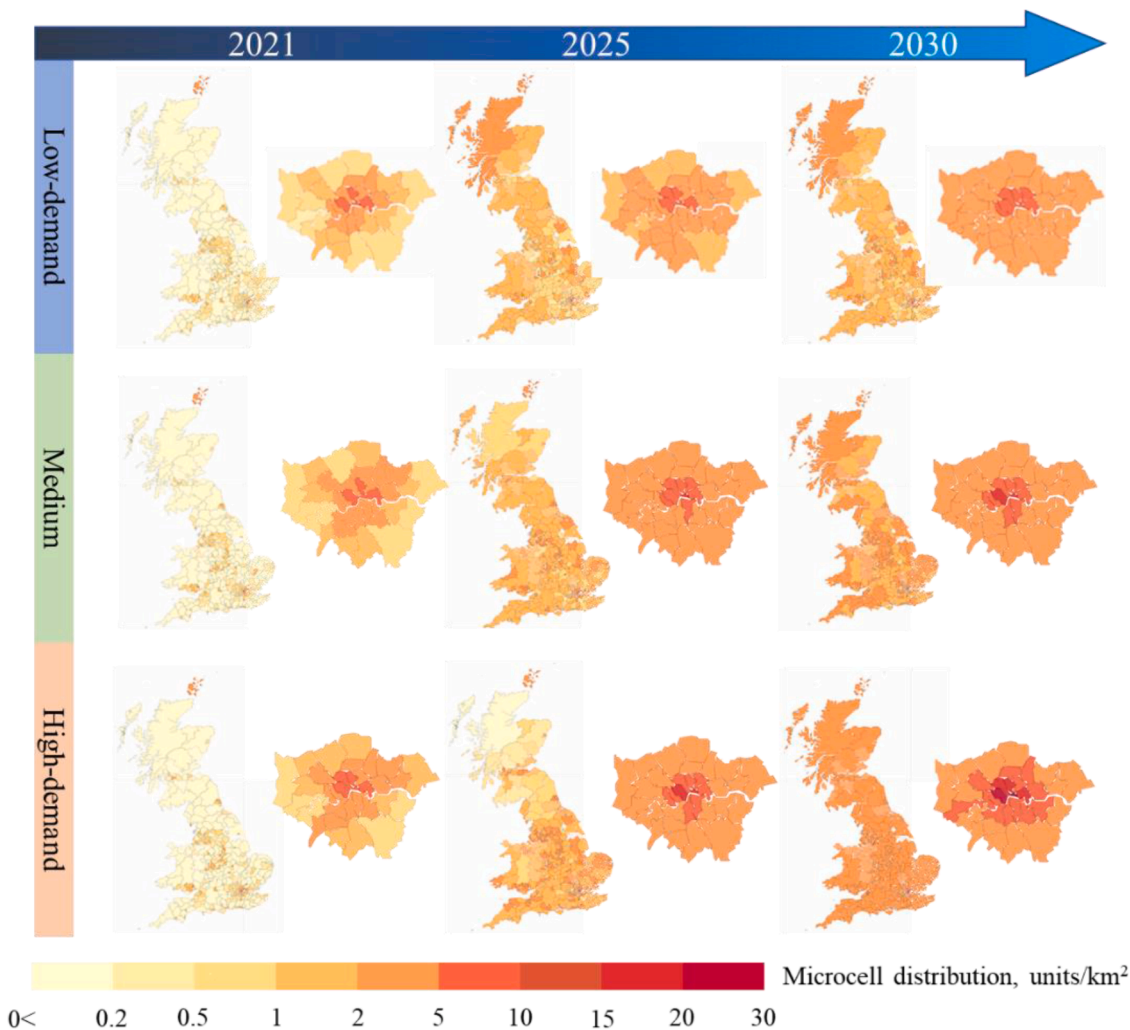 2021 2025 2030
Low-demand
Medium
High-demand
Microcell distribution, units/km²
0< 0.2 0.5 1 2 5 10 15 20 30